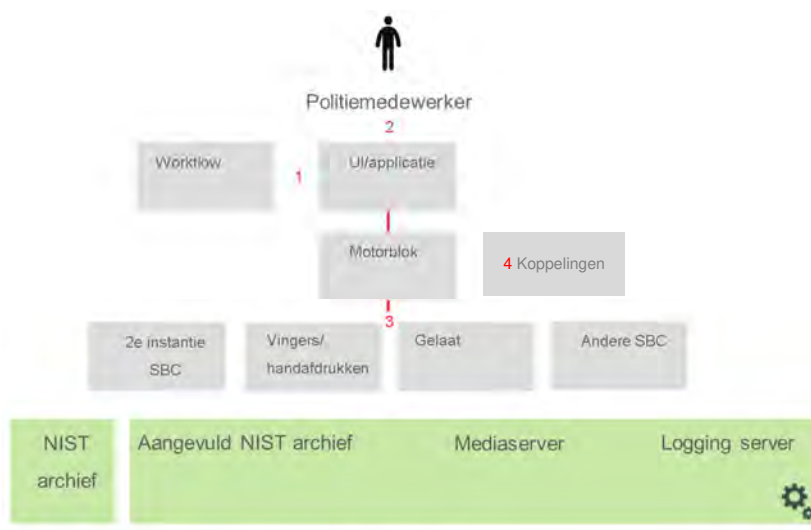 Politiemedewerker
2
Workflow
1
UI/applicatie
Motorblok
4 Koppelingen
3
2e instantie
SBC
Vingers/
handafdrukken
Gelaat
Andere SBC
NIST
archief
Aangevuld NIST archief
Mediaserver
Logging server